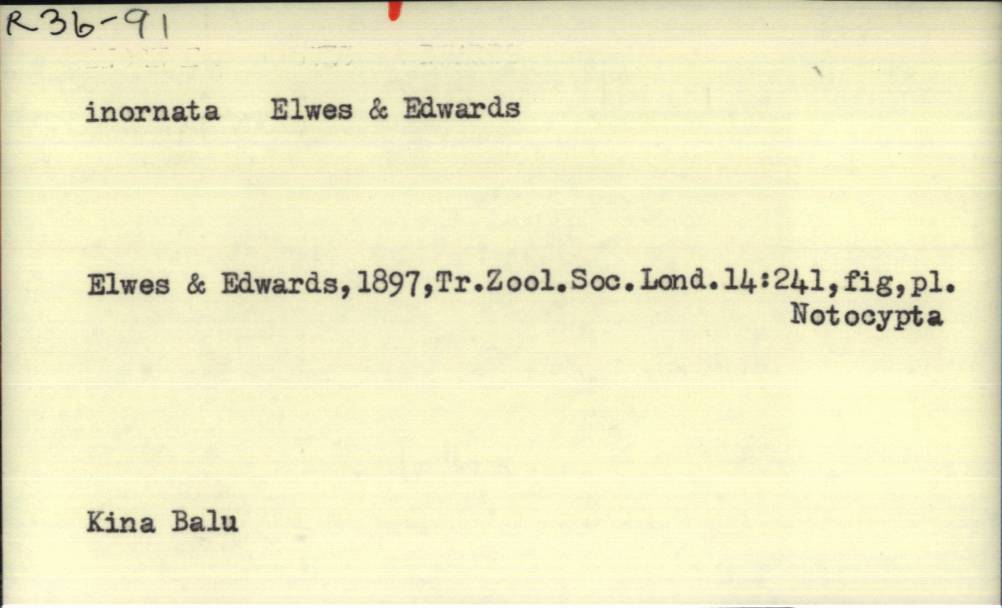 R36-91
inornata Elwes & Edwards
Elwes & Edwards,1897,Tr.Zool.Soc.Lond.14:241,fig,pl.
Notocypta
Kina Balu